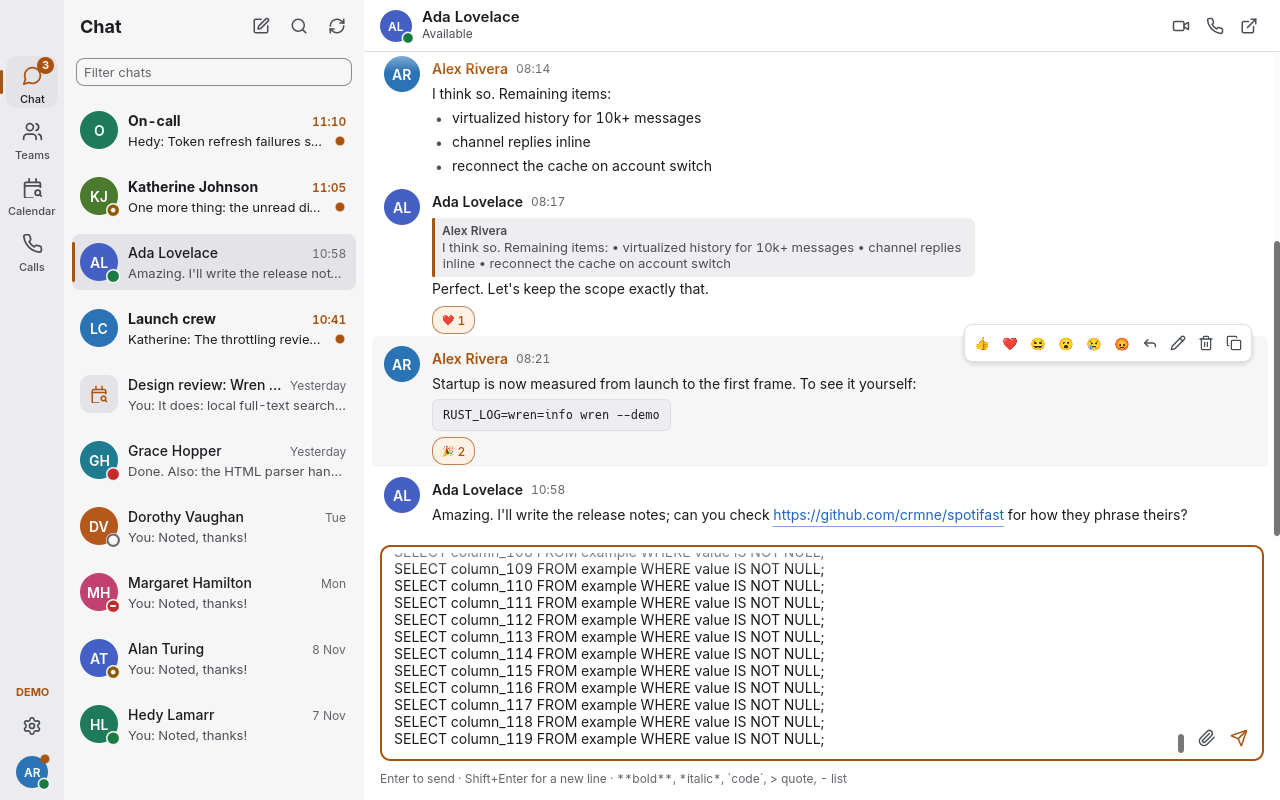 Chat
Filter chats
3
Chat
Teams
Calendar
Calls
DEMO
AR
O
On-call
11:10
Hedy: Token refresh failures s...
KJ
Katherine Johnson
11:05
One more thing: the unread di...
AL
Ada Lovelace
10:58
Amazing. I'll write the release not...
LC
Launch crew
10:41
Katherine: The throttling revie...
Design review: Wren ...
Yesterday
You: It does: local full-text search...
GH
Grace Hopper
Yesterday
Done. Also: the HTML parser han...
DV
Dorothy Vaughan
Tue
You: Noted, thanks!
MH
Margaret Hamilton
Mon
You: Noted, thanks!
AT
Alan Turing
8 Nov
You: Noted, thanks!
HL
Hedy Lamarr
7 Nov
You: Noted, thanks!
AL
Ada Lovelace
Available
AR
Alex Rivera 08:14
I think so. Remaining items:
• virtualized history for 10k+ messages
• channel replies inline
• reconnect the cache on account switch
AL
Ada Lovelace 08:17
Alex Rivera
I think so. Remaining items: • virtualized history for 10k+ messages • channel replies
inline • reconnect the cache on account switch
Perfect. Let's keep the scope exactly that.
❤️ 1
👍 ❤️ 😆 😮 😢 😡
AR
Alex Rivera 08:21
Startup is now measured from launch to the first frame. To see it yourself:
RUST_LOG=wren=info wren --demo
🎉 2
AL
Ada Lovelace 10:58
Amazing. I'll write the release notes; can you check https://github.com/crmne/spotifast for how they phrase theirs?
SELECT column_108 FROM example WHERE value IS NOT NULL;
SELECT column_109 FROM example WHERE value IS NOT NULL;
SELECT column_110 FROM example WHERE value IS NOT NULL;
SELECT column_111 FROM example WHERE value IS NOT NULL;
SELECT column_112 FROM example WHERE value IS NOT NULL;
SELECT column_113 FROM example WHERE value IS NOT NULL;
SELECT column_114 FROM example WHERE value IS NOT NULL;
SELECT column_115 FROM example WHERE value IS NOT NULL;
SELECT column_116 FROM example WHERE value IS NOT NULL;
SELECT column_117 FROM example WHERE value IS NOT NULL;
SELECT column_118 FROM example WHERE value IS NOT NULL;
SELECT column_119 FROM example WHERE value IS NOT NULL;
Enter to send · Shift+Enter for a new line · **bold**, *italic*, `code`, > quote, - list